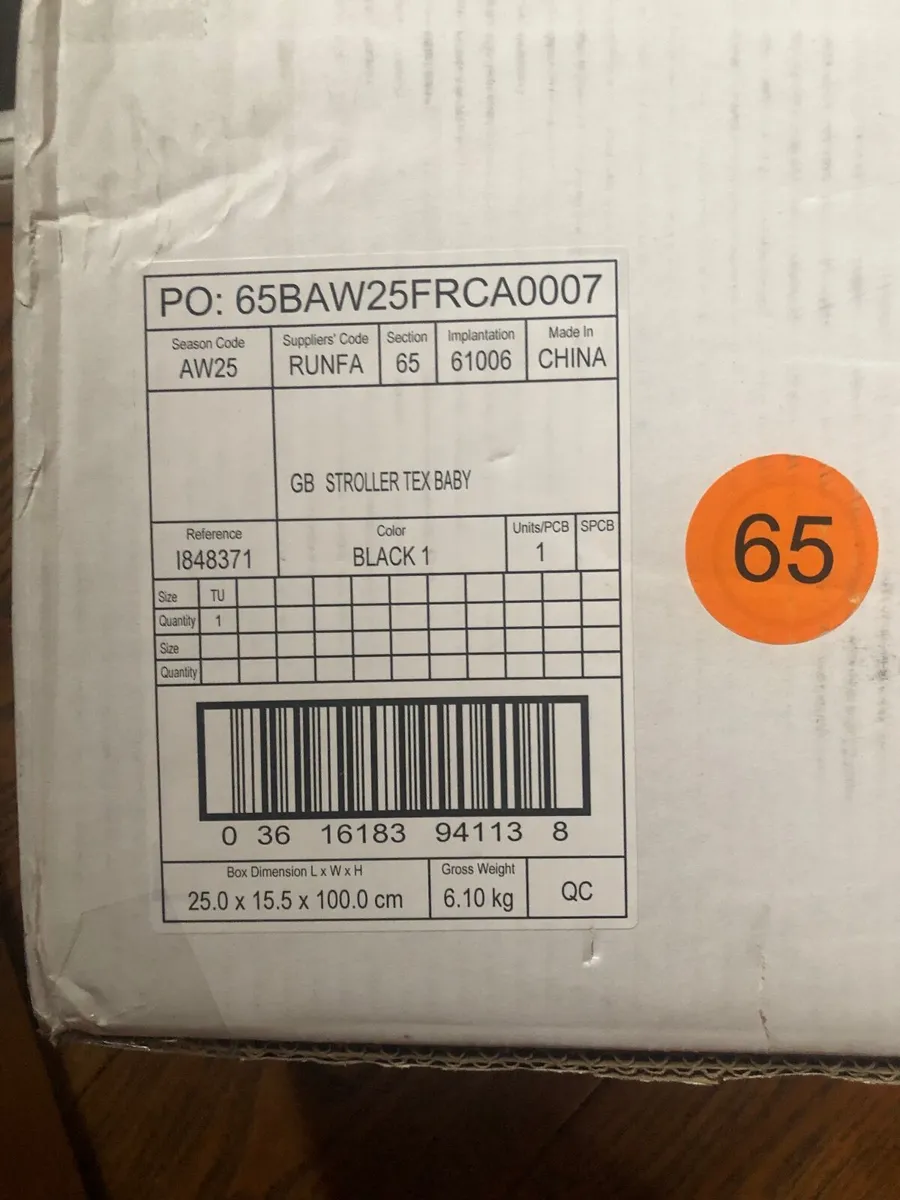 PO: 65BAW25FRCA0007
Season Code Suppliers' Code Section Implantation Made In
AW25 RUNFA 65 61006 CHINA
GB STROLLER TEX BABY
Reference Color Units/PCB SPCB
I848371 BLACK 1 1
65
Size TU
Quantity 1
Size
Quantity
0 36 16183 94113 8
Box Dimension L x W x H Gross Weight
25.0 x 15.5 x 100.0 cm 6.10 kg QC